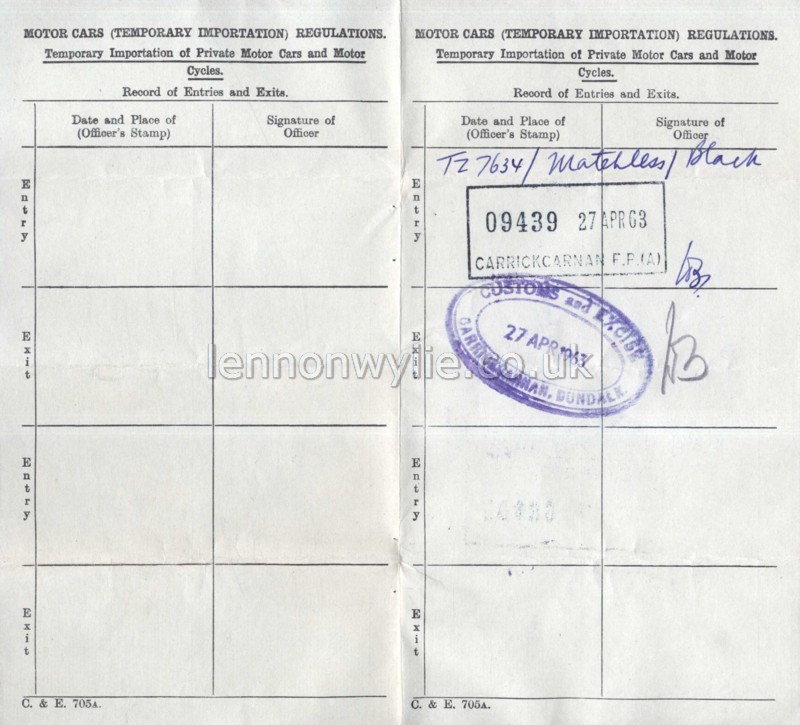 MOTOR CARS (TEMPORARY IMPORTATION) REGULATIONS.
Temporary Importation of Private Motor Cars and Motor
Cycles.
Record of Entries and Exits.
Date and Place of
(Officer's Stamp)
Signature of
Officer
Entry
Exit
Entry
Exit
C. & E. 705A.
MOTOR CARS (TEMPORARY IMPORTATION) REGULATIONS.
Temporary Importation of Private Motor Cars and Motor
Cycles.
Record of Entries and Exits.
Date and Place of
(Officer's Stamp)
Signature of
Officer
TZ 7634/ Matchless/ Black
Entry
09439 27 APR 63
CARRICKCARNAN F.P.(A)
Exit
CUSTOMS and EXCISE
27 APR 1963
CARRICKCARNAN, DUNDALK
Entry
Exit
C. & E. 705A.
lennonwylie.co.uk